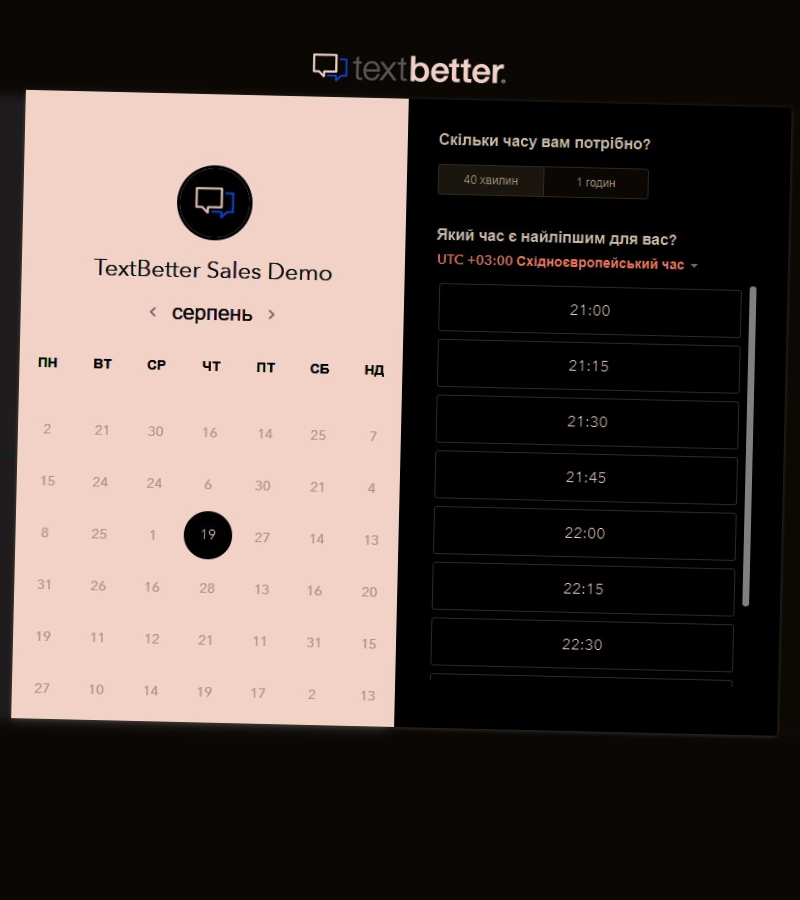 textbetter.
TextBetter Sales Demo
серпень
ПН ВТ СР ЧТ ПТ СБ НД
2 21 30 16 14 25 7
15 24 24 6 30 21 4
8 25 1 19 27 14 13
31 26 16 28 13 16 20
19 11 12 21 11 31 15
27 10 14 19 17 2 13
Скільки часу вам потрібно?
40 хвилин 1 годин
Який час є найліпшим для вас?
UTC +03:00 Східноєвропейський час
21:00
21:15
21:30
21:45
22:00
22:15
22:30